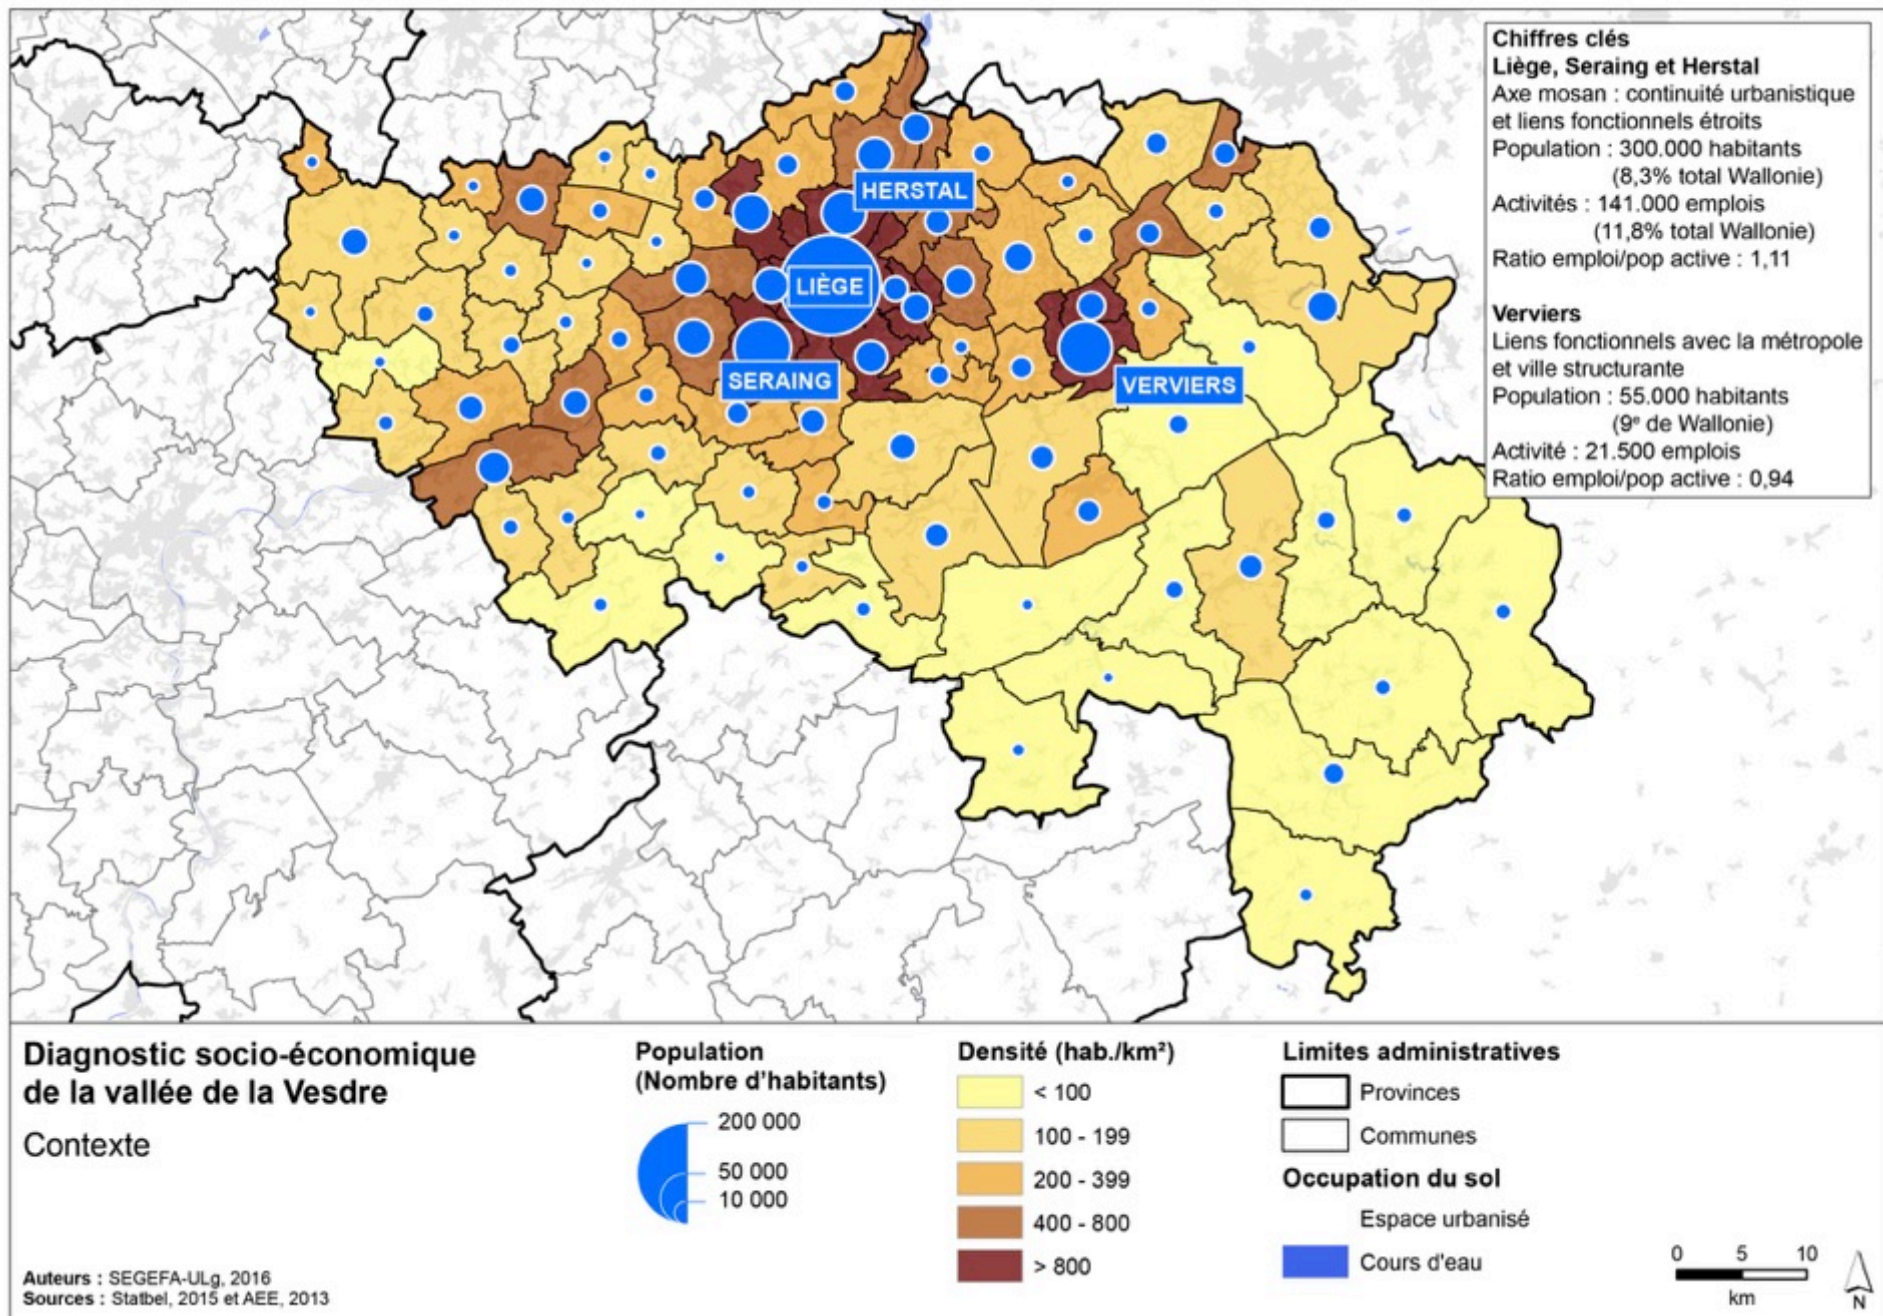 Chiffres clés
Liège, Seraing et Herstal
Axe mosan : continuité urbanistique
et liens fonctionnels étroits
Population : 300.000 habitants
(8,3% total Wallonie)
Activités : 141.000 emplois
(11,8% total Wallonie)
Ratio emploi/pop active : 1,11
Verviers
Liens fonctionnels avec la métropole
et ville structurante
Population : 55.000 habitants
(9ᵉ de Wallonie)
Activité : 21.500 emplois
Ratio emploi/pop active : 0,94
HERSTAL
LIÈGE
SERAING
VERVIERS
Diagnostic socio-économique
de la vallée de la Vesdre
Contexte
Auteurs : SEGEFA-ULg, 2016
Sources : Statbel, 2015 et AEE, 2013
Population
(Nombre d'habitants)
200 000
50 000
10 000
Densité (hab./km²)
< 100
100 - 199
200 - 399
400 - 800
> 800
Limites administratives
Provinces
Communes
Occupation du sol
Espace urbanisé
Cours d'eau
0 5 10
km
N